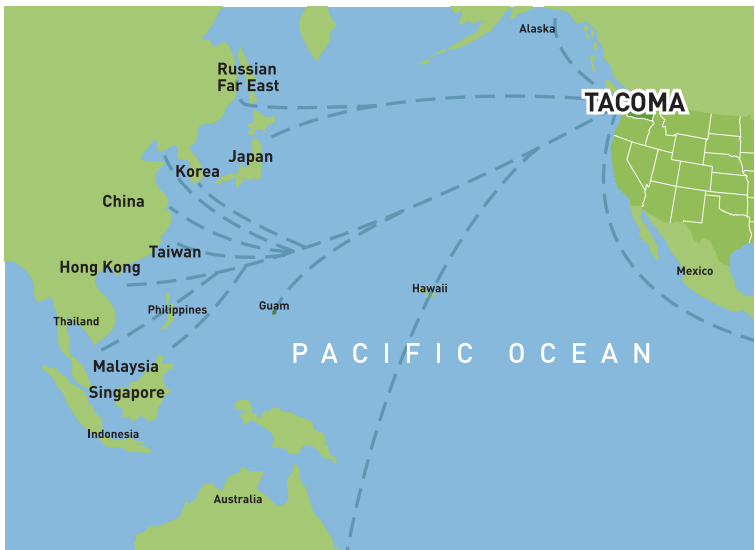 Alaska
Russian
Far East
TACOMA
Japan
Korea
China
Taiwan
Hong Kong
Mexico
Hawaii
Guam
Philippines
Thailand
PACIFIC OCEAN
Malaysia
Singapore
Indonesia
Australia